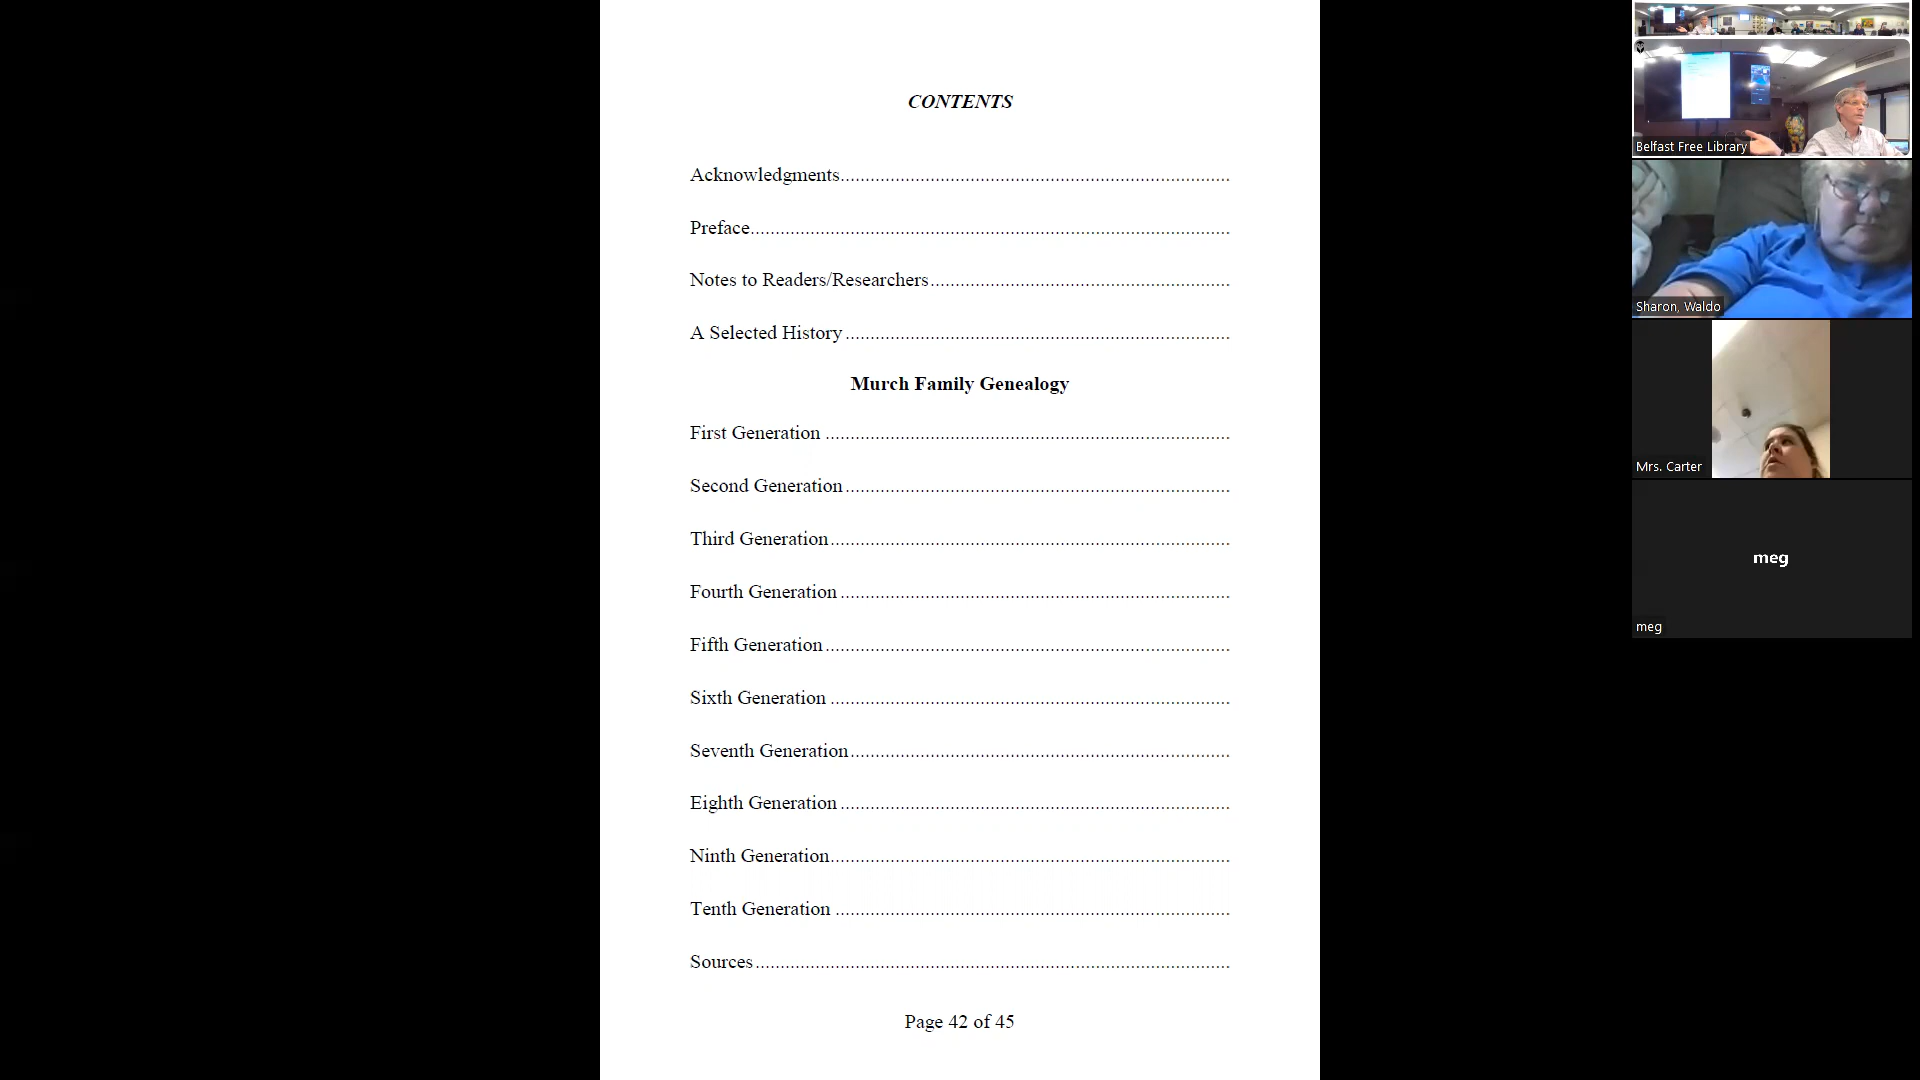 CONTENTS
Acknowledgments................................................................................
Preface...................................................................................................
Notes to Readers/Researchers..............................................................
A Selected History ...............................................................................
Murch Family Genealogy
First Generation ...................................................................................
Second Generation ...............................................................................
Third Generation..................................................................................
Fourth Generation ................................................................................
Fifth Generation ...................................................................................
Sixth Generation ..................................................................................
Seventh Generation..............................................................................
Eighth Generation ................................................................................
Ninth Generation..................................................................................
Tenth Generation .................................................................................
Sources .................................................................................................
Page 42 of 45
Belfast Free Library
Sharon, Waldo
Mrs. Carter
meg
meg